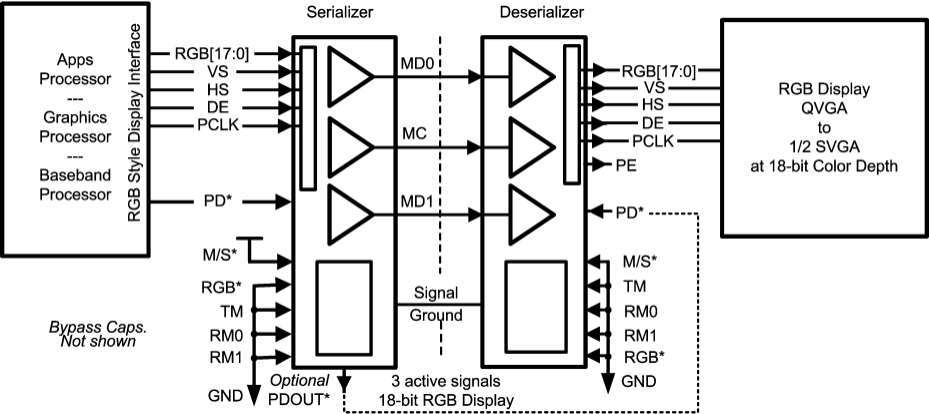 Serializer
Deserializer
Apps
Processor
---
Graphics
Processor
---
Baseband
Processor
RGB Style Display Interface
RGB[17:0]
VS
HS
DE
PCLK
PD*
M/S*
RGB*
TM
RM0
RM1
GND
Bypass Caps.
Not shown
MD0
MC
MD1
Signal
Ground
Optional
PDOUT*
3 active signals
18-bit RGB Display
RGB[17:0]
VS
HS
DE
PCLK
PE
PD*
M/S*
TM
RM0
RM1
RGB*
GND
RGB Display
QVGA
to
1/2 SVGA
at 18-bit Color Depth